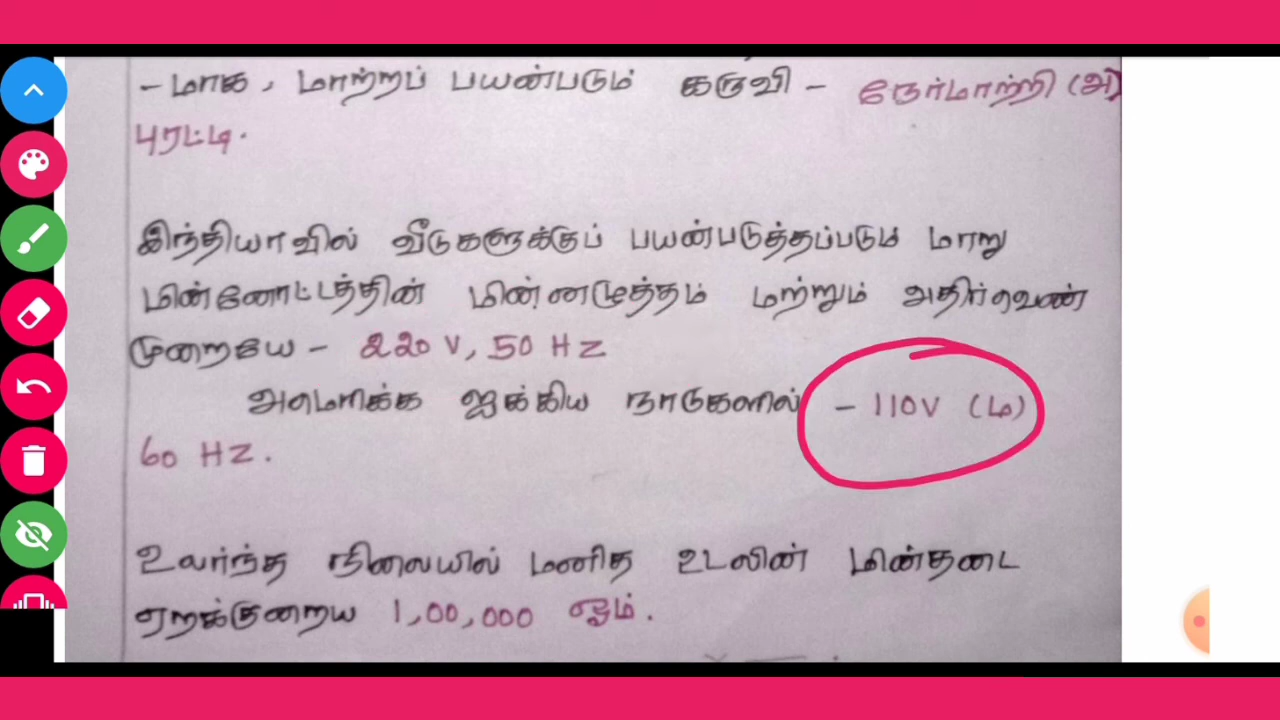 -மாக, மாற்றப் பயன்படும் கருவி - நேர்மாற்றி (அ)
புரட்டி.
இந்தியாவில் வீடுகளுக்குப் பயன்படுத்தப்படும் மாறு
மின்னோட்டத்தின் மின்னழுத்தம் மற்றும் அதிர்வெண்
முறையே - 220 V, 50 HZ
அமெரிக்க ஐக்கிய நாடுகளில் - 110V (ம)
60 HZ.
உலர்ந்த நிலையில் மனித உடலின் மின்தடை
ஏறக்குறைய 1,00,000 ஓம்.